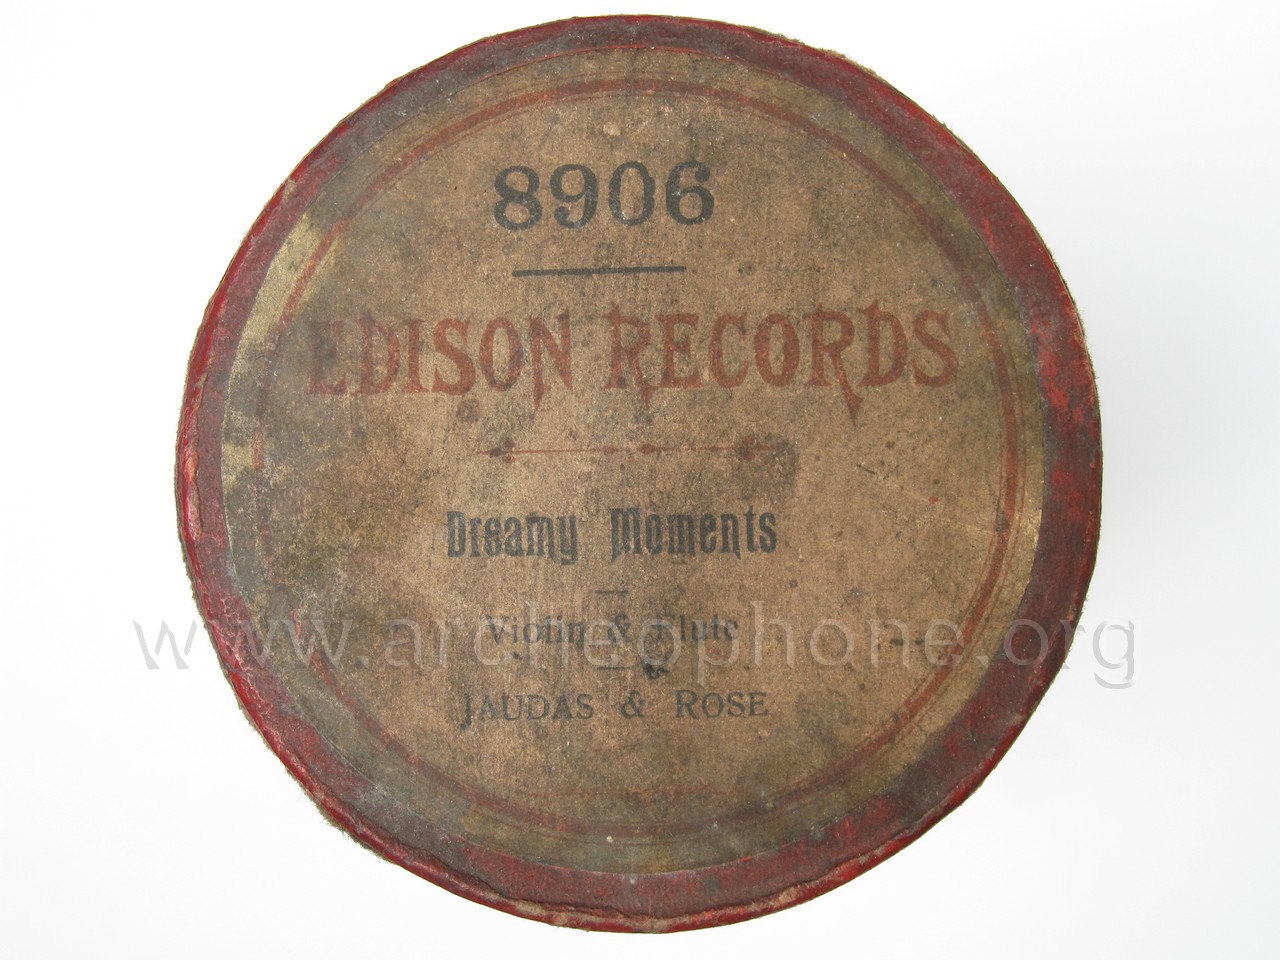 8906
EDISON RECORDS
Dreamy Moments
Violin & Flute
www.archeophone.org
JAUDAS & ROSE